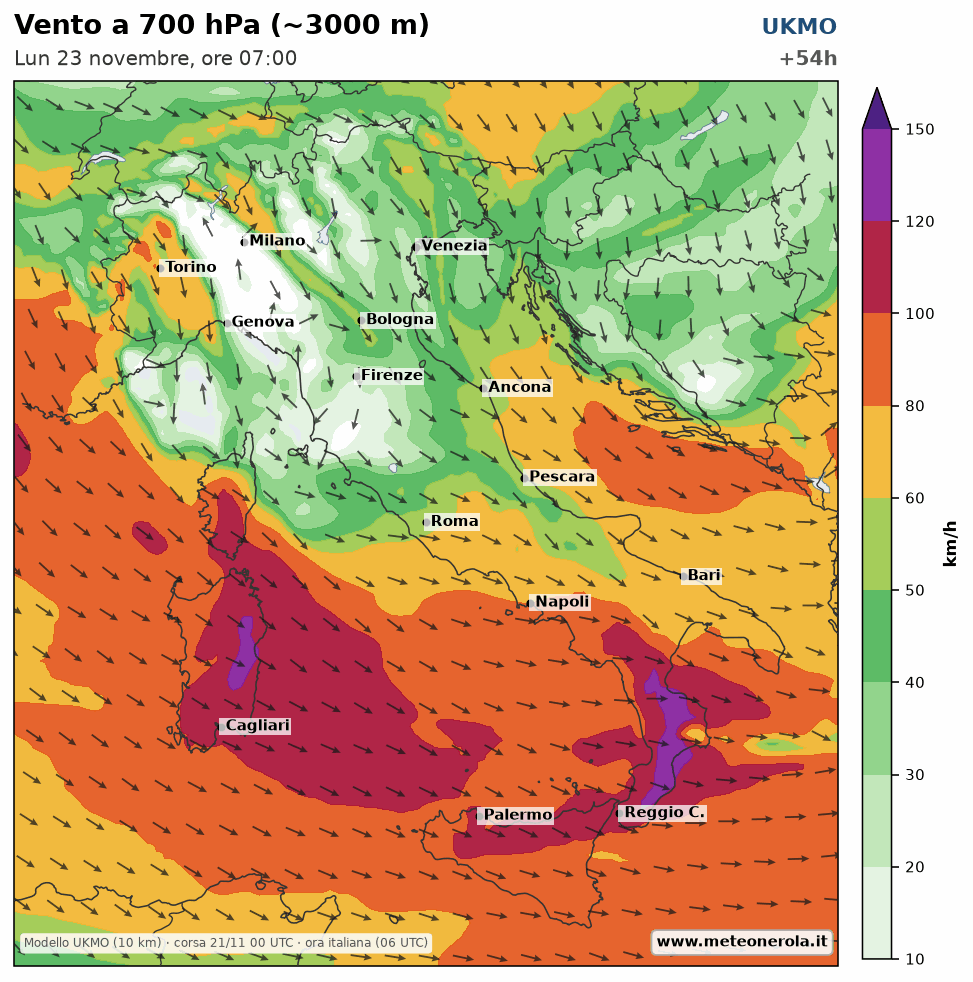 Vento a 700 hPa (~3000 m)
UKMO
Lun 23 novembre, ore 07:00
+54h
Milano
Venezia
Torino
Genova
Bologna
Firenze
Ancona
Pescara
Roma
Bari
Napoli
Cagliari
Palermo
Reggio C.
Modello UKMO (10 km) · corsa 21/11 00 UTC · ora italiana (06 UTC)
www.meteonerola.it
150
120
100
80
60
50
40
30
20
10
km/h